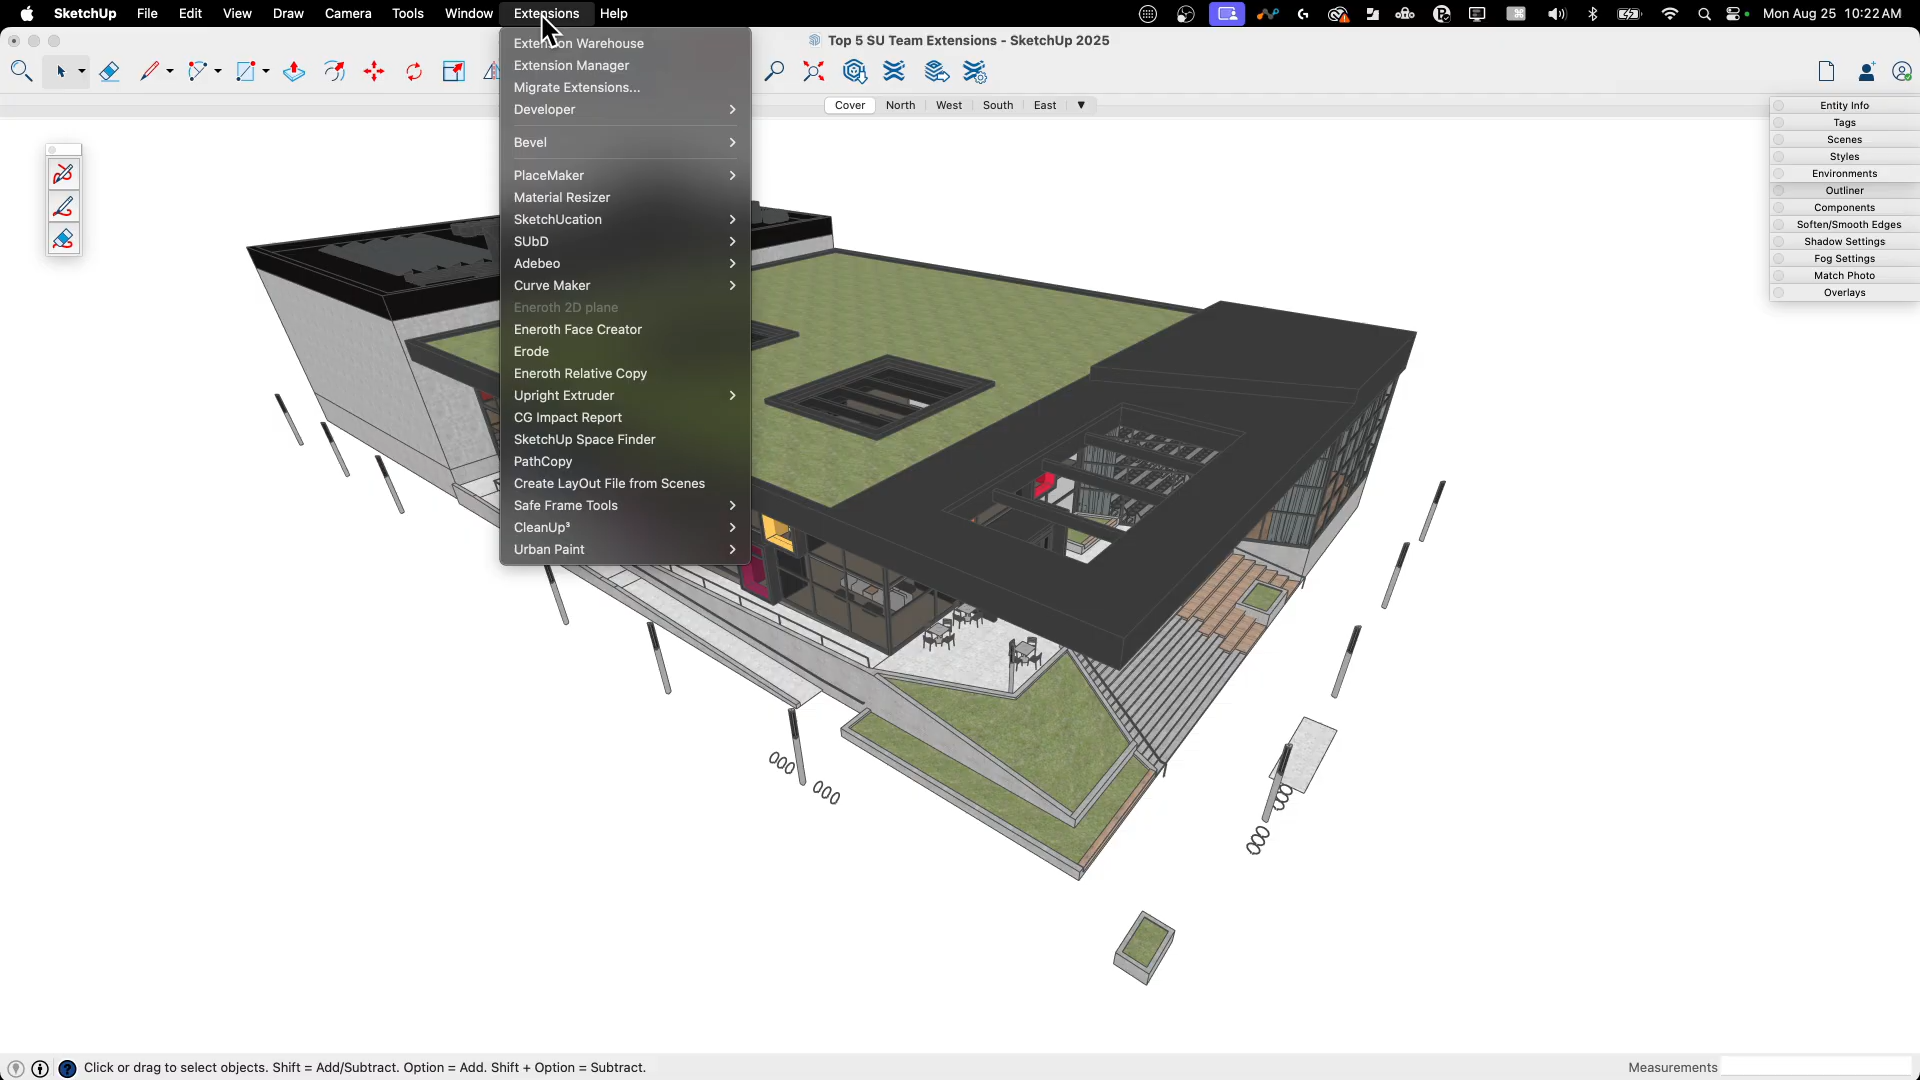 SketchUp File Edit View Draw Camera Tools Window Extensions Help Mon Aug 25 10:22 AM
Top 5 SU Team Extensions - SketchUp 2025
Cover North West South East
Extension Warehouse
Extension Manager
Migrate Extensions...
Developer
Bevel
PlaceMaker
Material Resizer
SketchUcation
SUbD
Adebeo
Curve Maker
Eneroth 2D plane
Eneroth Face Creator
Erode
Eneroth Relative Copy
Upright Extruder
CG Impact Report
SketchUp Space Finder
PathCopy
Create LayOut File from Scenes
Safe Frame Tools
CleanUp³
Urban Paint
Entity Info
Tags
Scenes
Styles
Environments
Outliner
Components
Soften/Smooth Edges
Shadow Settings
Fog Settings
Match Photo
Overlays
Click or drag to select objects. Shift = Add/Subtract. Option = Add. Shift + Option = Subtract.
Measurements